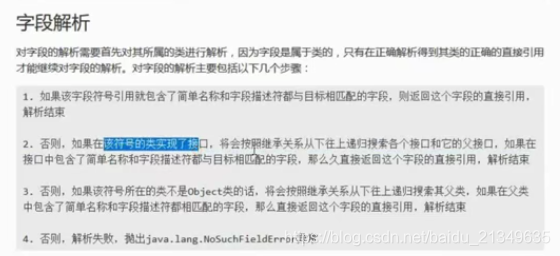 字段解析
对字段的解析需要首先对其所属的类进行解析，因为字段是属于类的，只有在正确解析得到其类的正确的直接引用
才能继续对字段的解析。对字段的解析主要包括以下几个步骤：
1. 如果该字段符号引用就包含了简单名称和字段描述符都与目标相匹配的字段，则返回这个字段的直接引用，
解析结束
2. 否则，如果在该符号的类实现了接口，将会按照继承关系从下往上递归搜索各个接口和它的父接口，如果在
接口中包含了简单名称和字段描述符都与目标相匹配的字段，那么久直接返回这个字段的直接引用，解析结束
3. 否则，如果该符号所在的类不是Object类的话，将会按照继承关系从下往上递归搜索其父类，如果在父类
中包含了简单名称和字段描述符都与目标相匹配的字段，那么直接返回这个字段的直接引用，解析结束
4. 否则，解析失败，抛出java.lang.NoSuchFieldError异常
https://blog.csdn.net/baidu_21349635